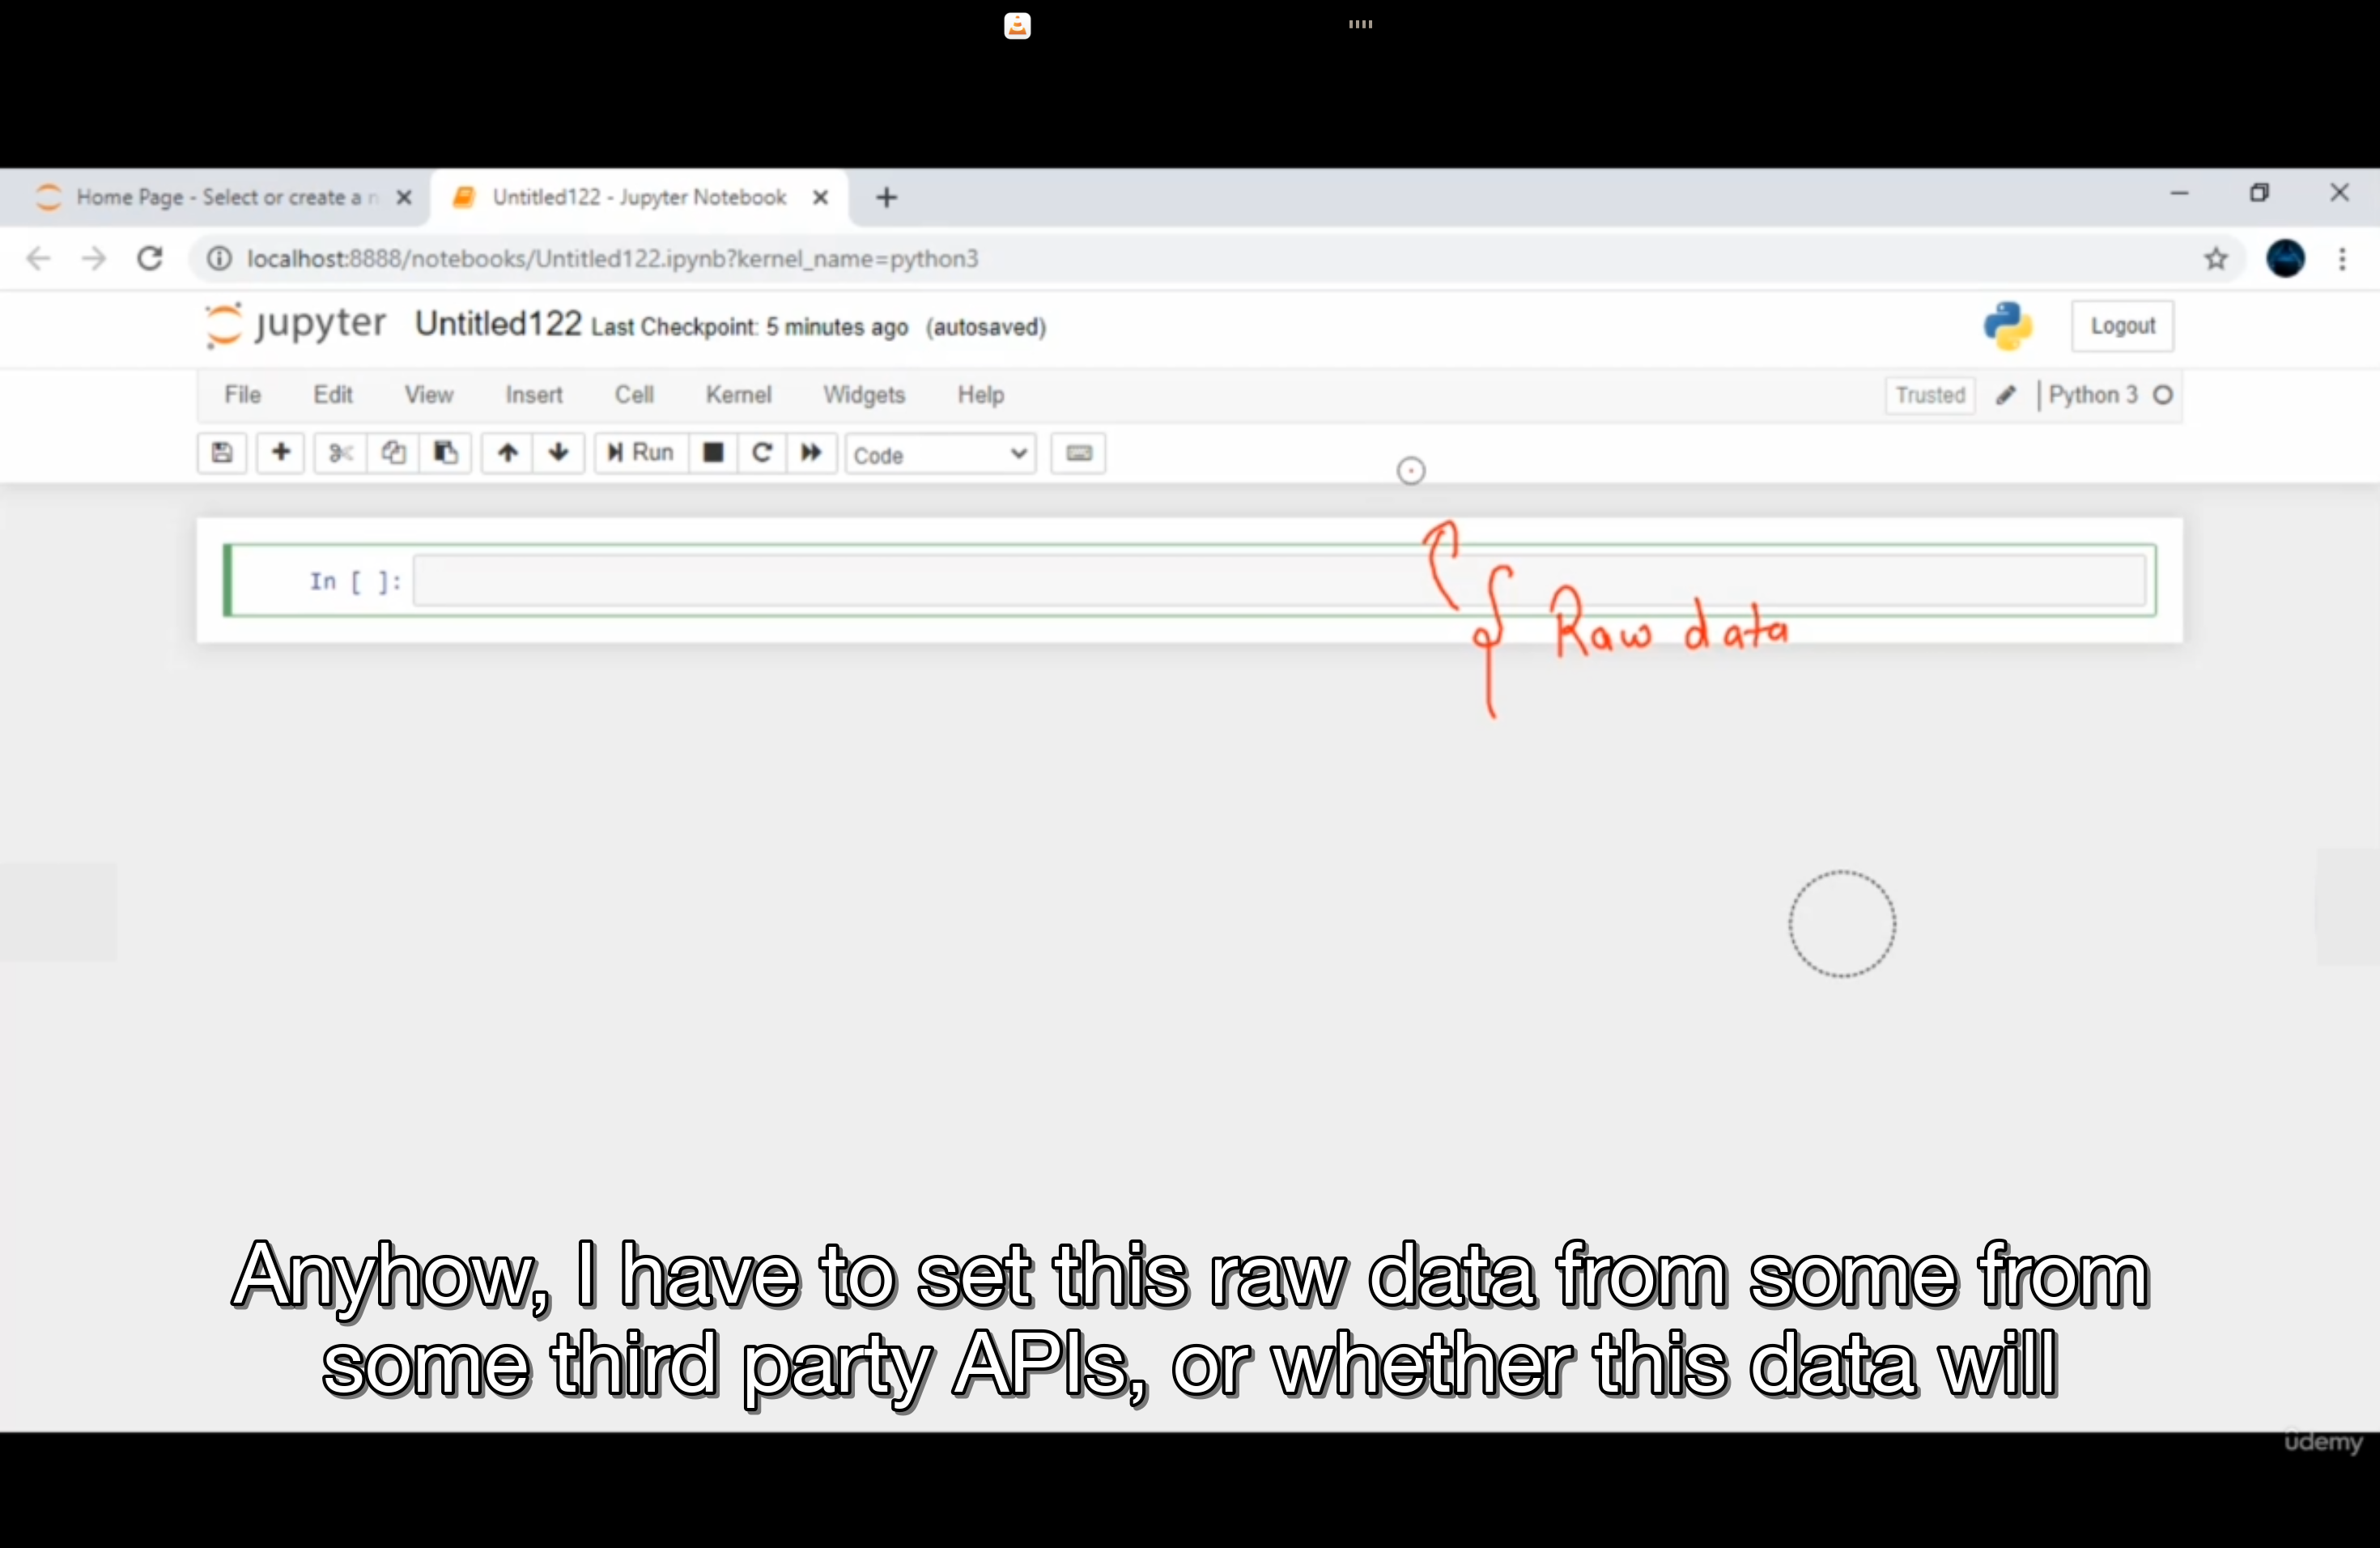 Home Page - Select or create a n
Untitled122 - Jupyter Notebook
localhost:8888/notebooks/Untitled122.ipynb?kernel_name=python3
jupyter Untitled122 Last Checkpoint: 5 minutes ago (autosaved)
Logout
File Edit View Insert Cell Kernel Widgets Help
Trusted Python 3
Run Code
In [ ]:
Raw data
Anyhow, I have to set this raw data from some from
some third party APIs, or whether this data will
ûdemy